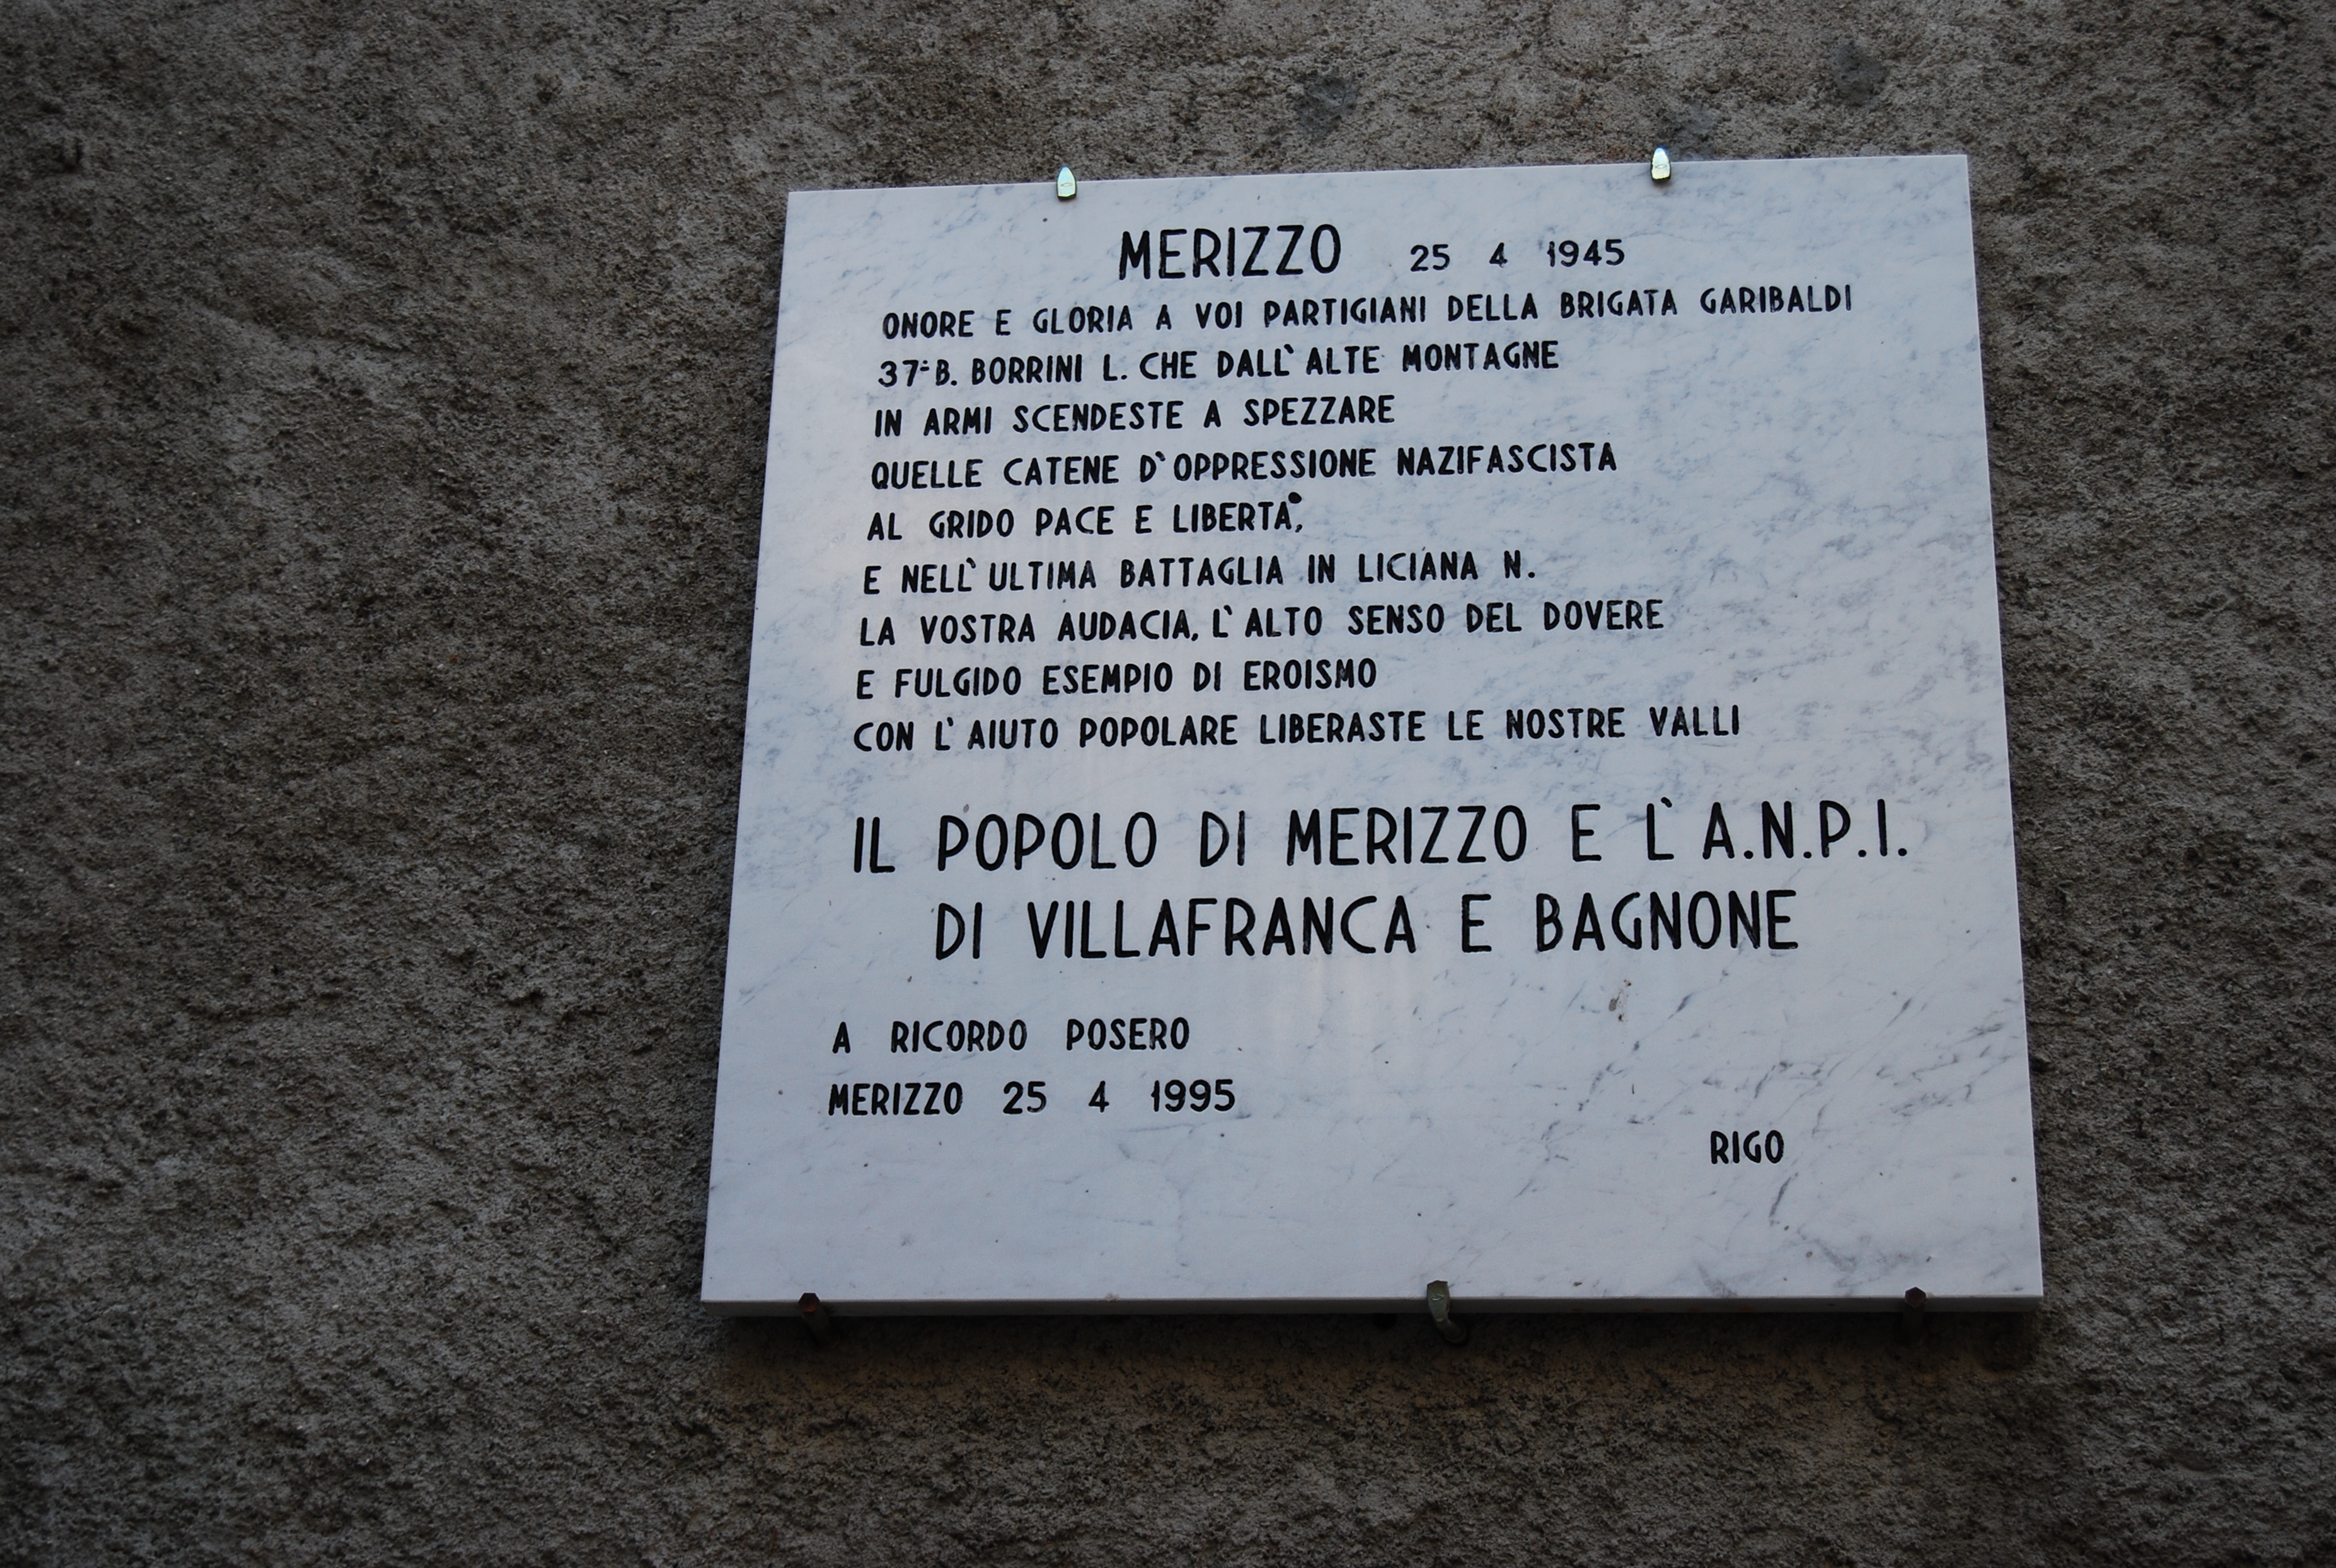 MERIZZO 25 4 1945
ONORE E GLORIA A VOI PARTIGIANI DELLA BRIGATA GARIBALDI
37ª B. BORRINI L. CHE DALL'ALTE MONTAGNE
IN ARMI SCENDESTE A SPEZZARE
QUELLE CATENE D'OPPRESSIONE NAZIFASCISTA
AL GRIDO PACE E LIBERTA',
E NELL'ULTIMA BATTAGLIA IN LICIANA N.
LA VOSTRA AUDACIA, L'ALTO SENSO DEL DOVERE
E FULGIDO ESEMPIO DI EROISMO
CON L'AIUTO POPOLARE LIBERASTE LE NOSTRE VALLI
IL POPOLO DI MERIZZO E L'A.N.P.I.
DI VILLAFRANCA E BAGNONE
A RICORDO POSERO
MERIZZO 25 4 1995
RIGO